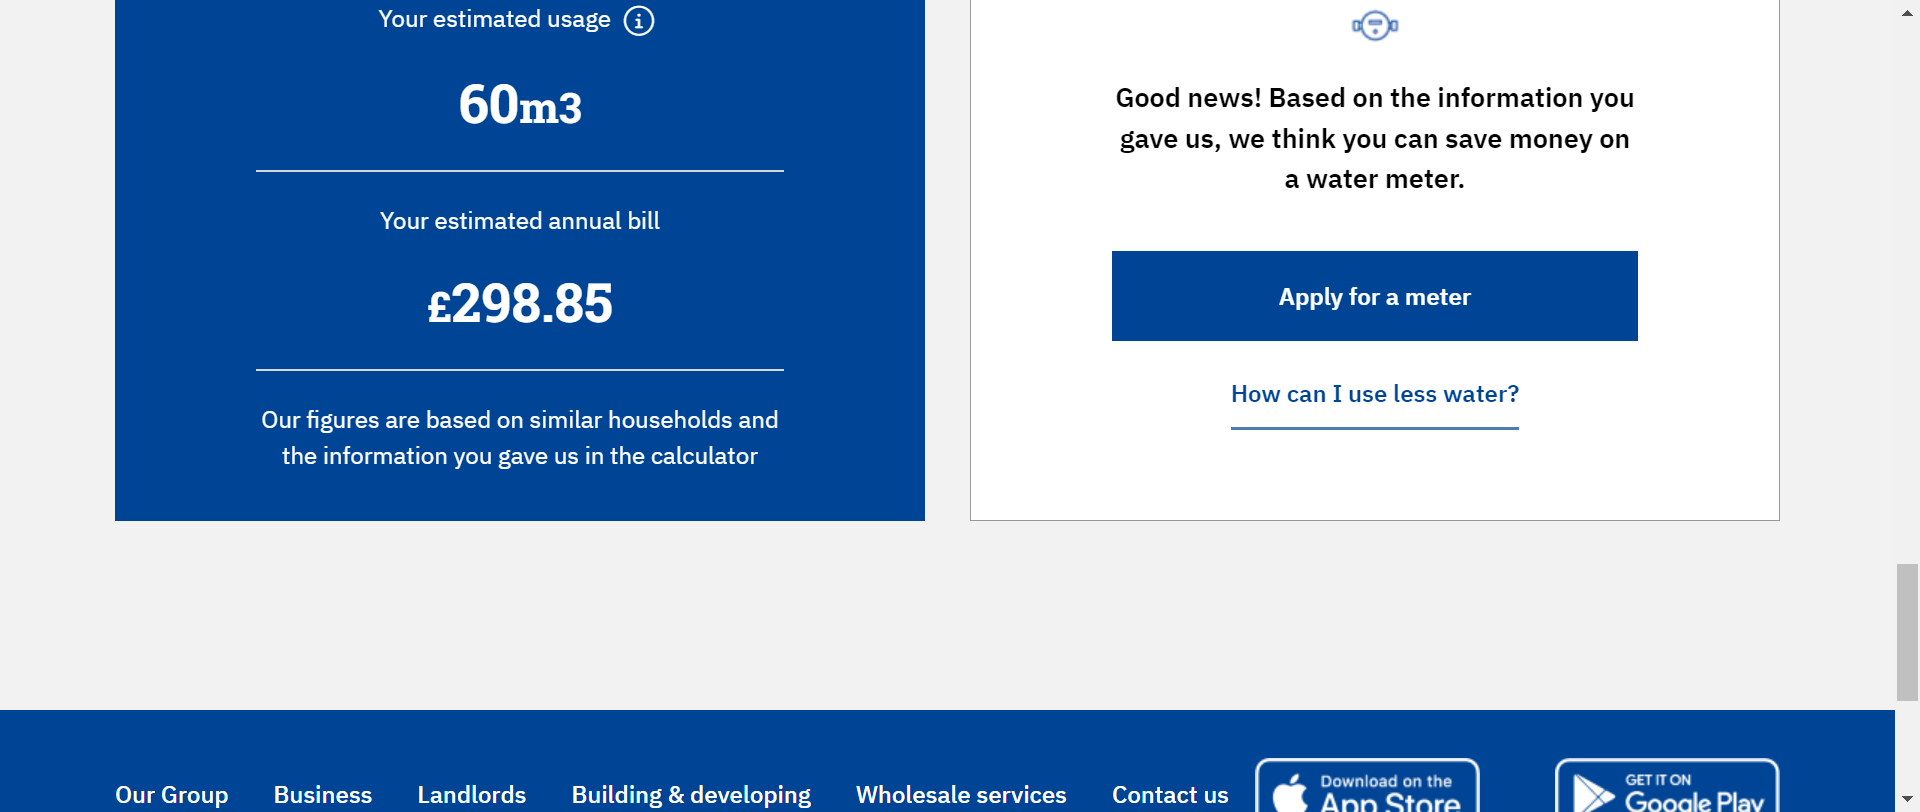 Your estimated usage
60m3
Your estimated annual bill
£298.85
Our figures are based on similar households and
the information you gave us in the calculator
Good news! Based on the information you
gave us, we think you can save money on
a water meter.
Apply for a meter
How can I use less water?
Our Group
Business
Landlords
Building & developing
Wholesale services
Contact us
Download on the
App Store
GET IT ON
Google Play